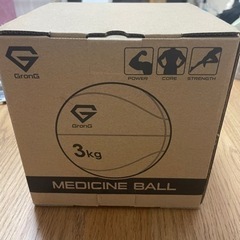 GronG
POWER CORE STRENGTH
GronG
3kg
MEDICINE BALL